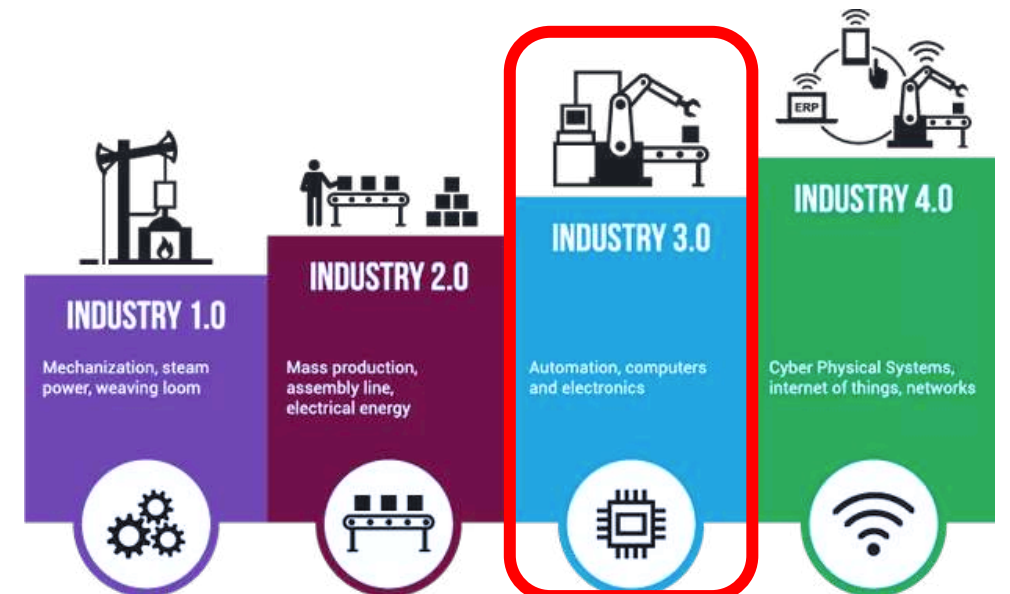 INDUSTRY 1.0
Mechanization, steam
power, weaving loom
INDUSTRY 2.0
Mass production,
assembly line,
electrical energy
INDUSTRY 3.0
Automation, computers
and electronics
ERP
INDUSTRY 4.0
Cyber Physical Systems,
internet of things, networks